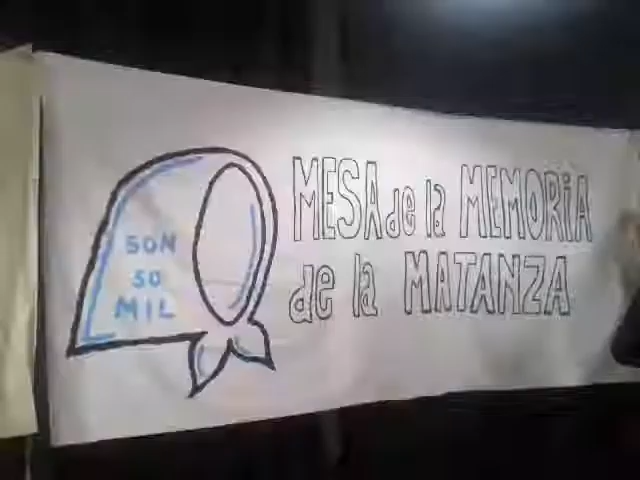 SON
30
MIL
MESA de la MEMORiA
de la MATANZA